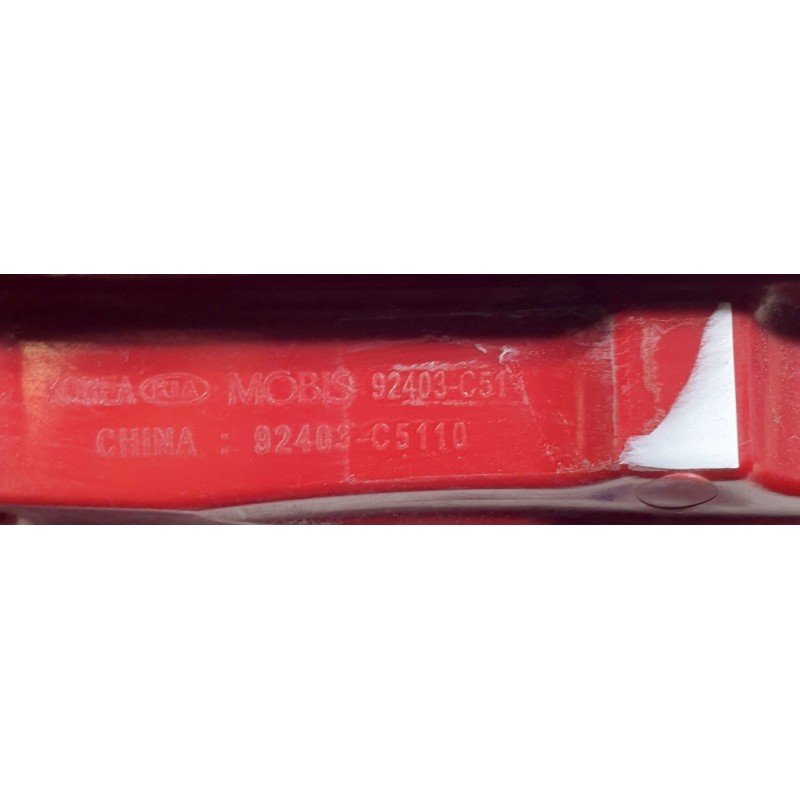 KOREA KIA MOBIS 92403-C51
CHINA : 92403-C5110